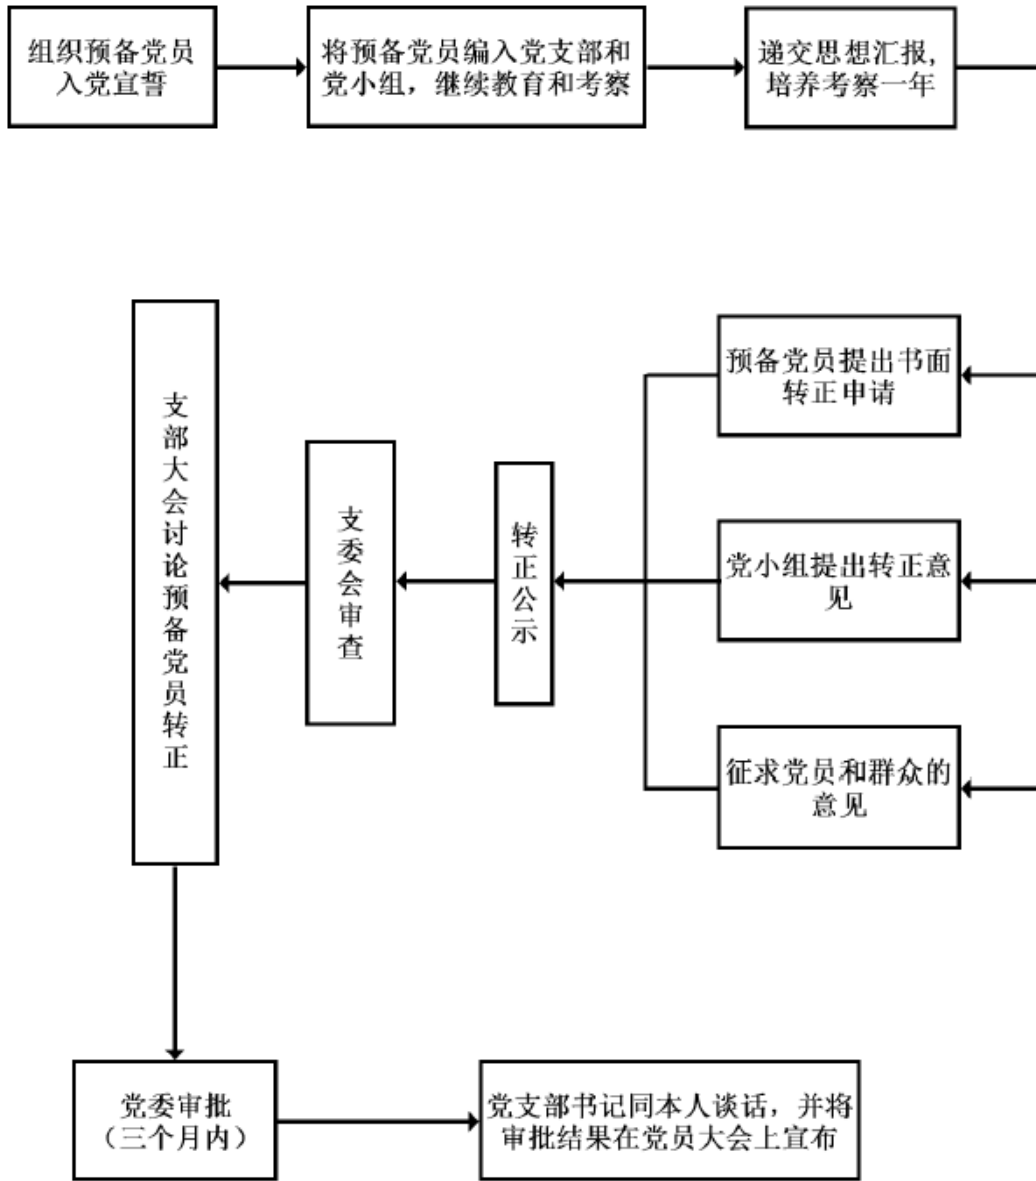 组织预备党员
入党宣誓
将预备党员编入党支部和
党小组，继续教育和考察
递交思想汇报,
培养考察一年
预备党员提出书面
转正申请
党小组提出转正意
见
征求党员和群众的
意见
转正公示
支委会审查
支部大会讨论预备党员转正
党委审批
（三个月内）
党支部书记同本人谈话，并将
审批结果在党员大会上宣布